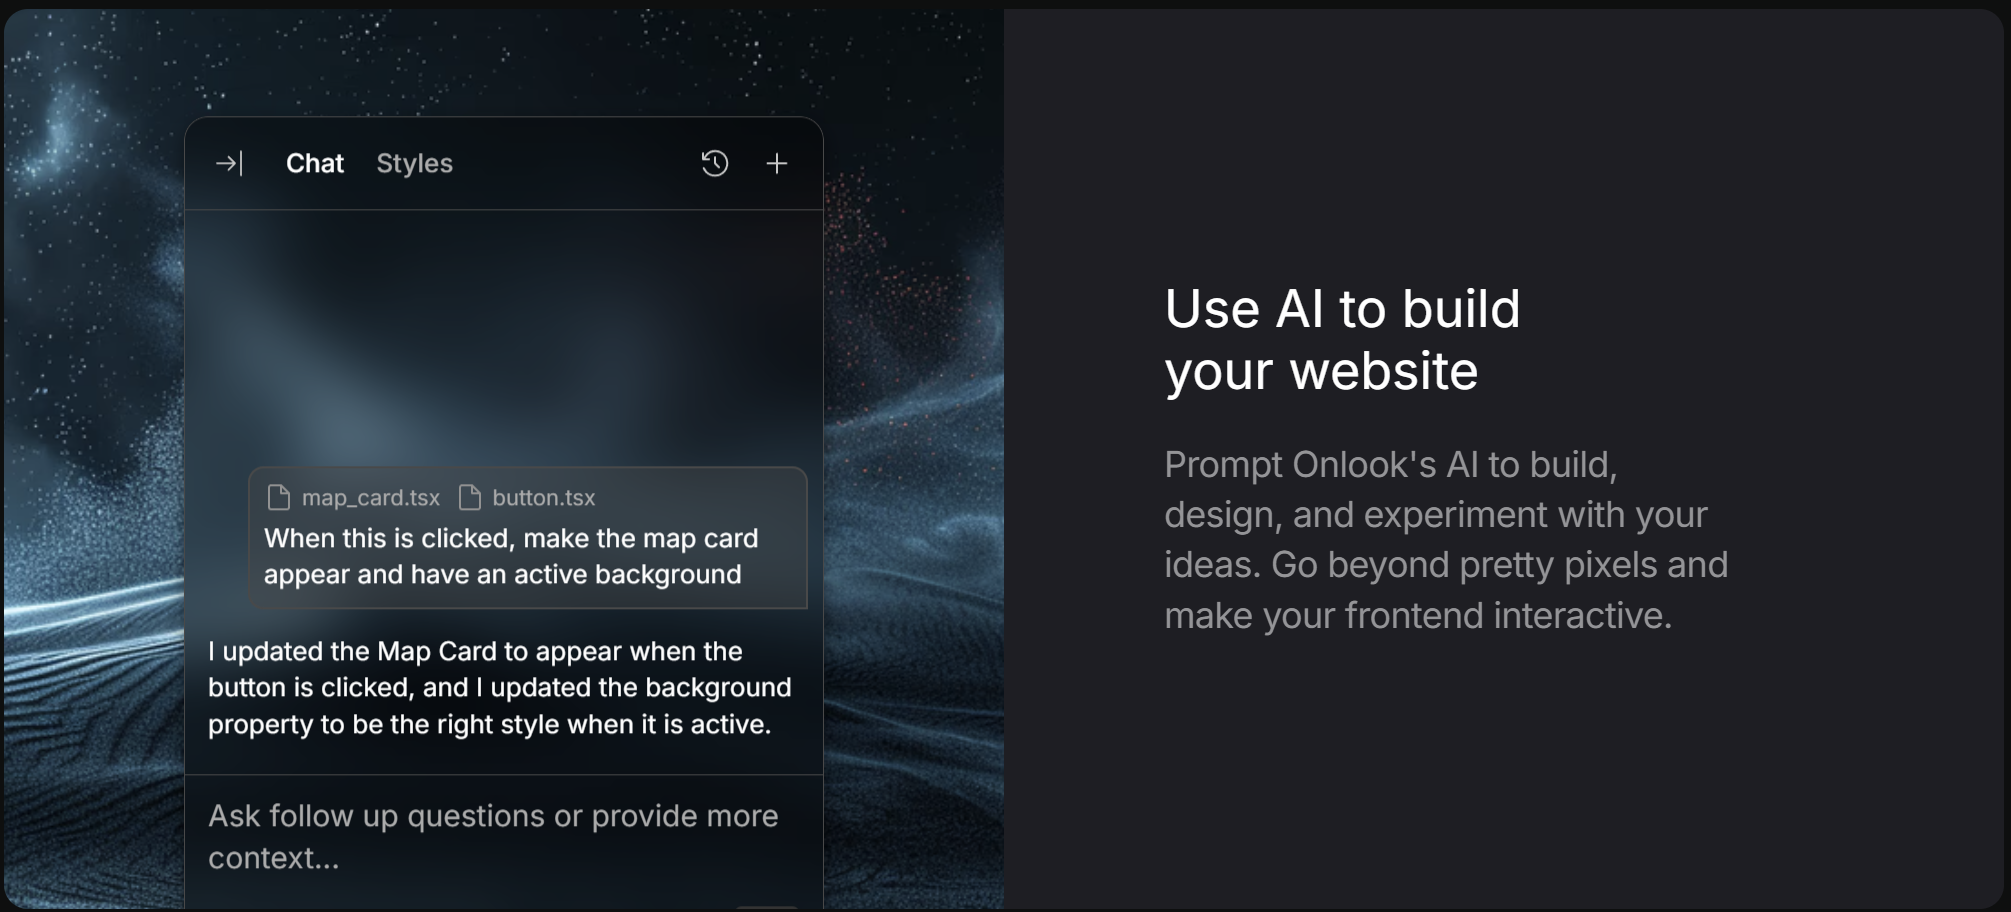 Chat Styles
map_card.tsx button.tsx
When this is clicked, make the map card
appear and have an active background
I updated the Map Card to appear when the
button is clicked, and I updated the background
property to be the right style when it is active.
Ask follow up questions or provide more
context...
Use AI to build
your website
Prompt Onlook's AI to build,
design, and experiment with your
ideas. Go beyond pretty pixels and
make your frontend interactive.